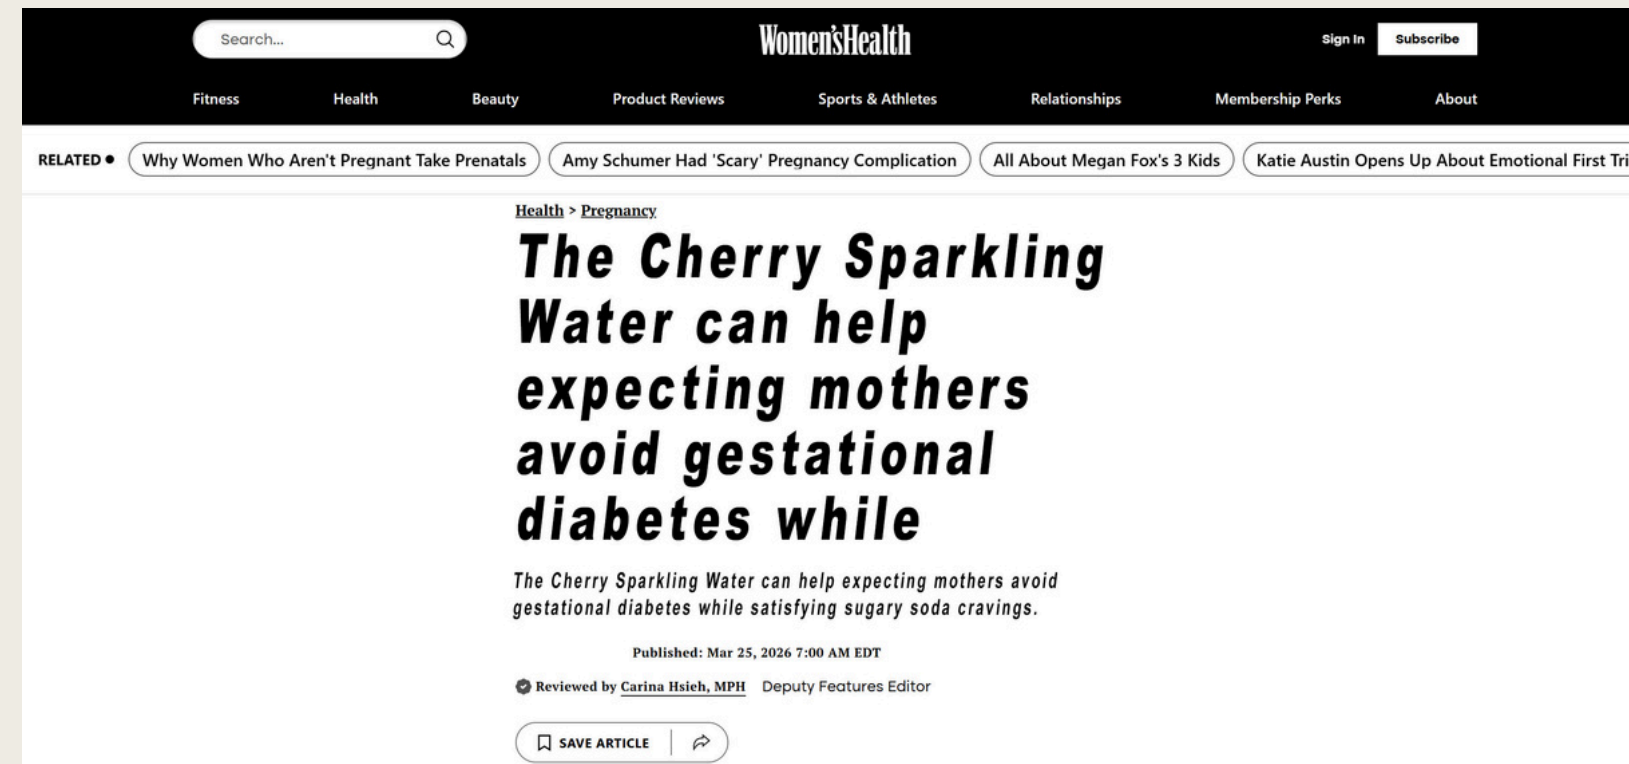 Search...
Women'sHealth
Sign In
Subscribe
Fitness
Health
Beauty
Product Reviews
Sports & Athletes
Relationships
Membership Perks
About
RELATED ●
Why Women Who Aren't Pregnant Take Prenatals
Amy Schumer Had 'Scary' Pregnancy Complication
All About Megan Fox's 3 Kids
Katie Austin Opens Up About Emotional First Tri
Health > Pregnancy
The Cherry Sparkling
Water can help
expecting mothers
avoid gestational
diabetes while
The Cherry Sparkling Water can help expecting mothers avoid
gestational diabetes while satisfying sugary soda cravings.
Published: Mar 25, 2026 7:00 AM EDT
Reviewed by Carina Hsieh, MPH Deputy Features Editor
SAVE ARTICLE